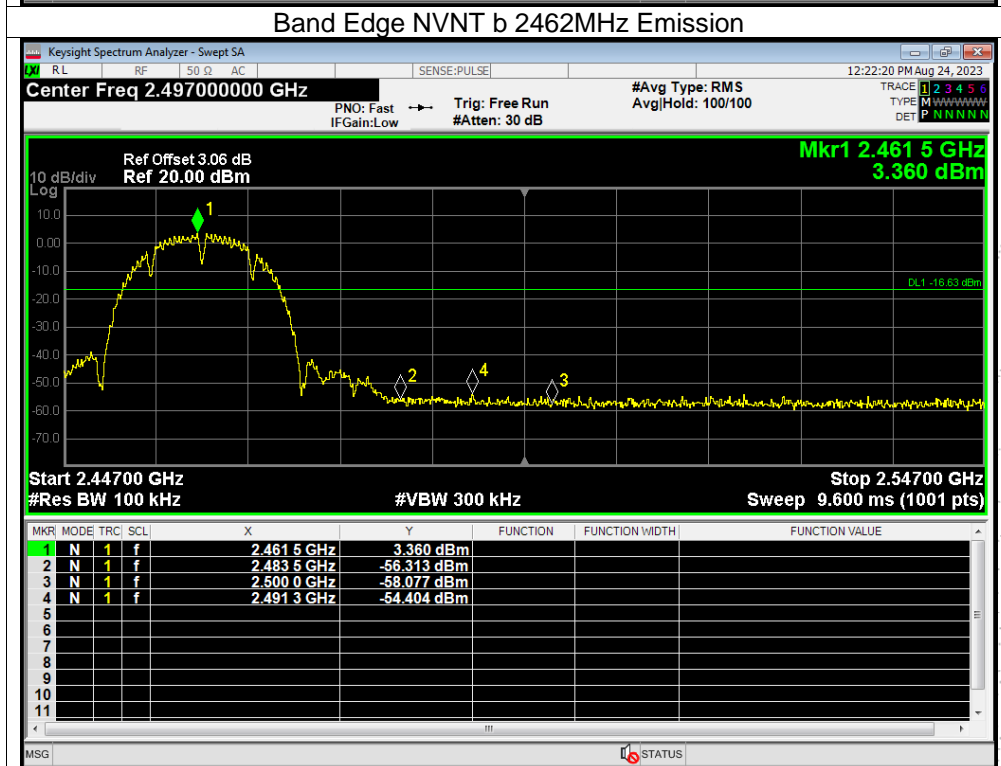 Band Edge NVNT b 2462MHz Emission
Keysight Spectrum Analyzer - Swept SA
LXI RL RF 50 Ω AC SENSE:PULSE 12:22:20 PM Aug 24, 2023
Center Freq 2.497000000 GHz
PNO: Fast
IFGain:Low
Trig: Free Run
#Atten: 30 dB
#Avg Type: RMS
Avg|Hold: 100/100
TRACE 1 2 3 4 5 6
TYPE M WWWWW
DET P N N N N N
Ref Offset 3.06 dB
Ref 20.00 dBm
10 dB/div
Log
Mkr1 2.461 5 GHz
3.360 dBm
10.0
0.00
-10.0
-20.0
-30.0
-40.0
-50.0
-60.0
-70.0
1
2
4
3
DL1 -16.63 dBm
Start 2.44700 GHz
Stop 2.54700 GHz
#Res BW 100 kHz
#VBW 300 kHz
Sweep 9.600 ms (1001 pts)
MKR MODE TRC SCL X Y FUNCTION FUNCTION WIDTH FUNCTION VALUE
1 N 1 f 2.461 5 GHz 3.360 dBm
2 N 1 f 2.483 5 GHz -56.313 dBm
3 N 1 f 2.500 0 GHz -58.077 dBm
4 N 1 f 2.491 3 GHz -54.404 dBm
5
6
7
8
9
10
11
MSG STATUS